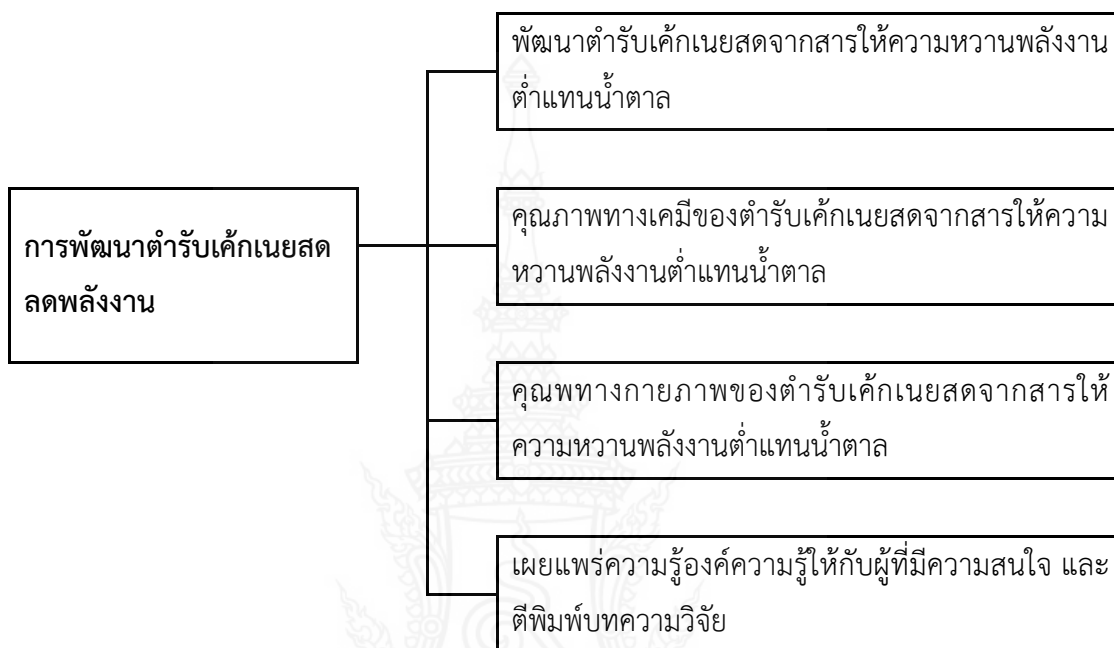 พัฒนาตำรับเค้กเนยสดจากสารให้ความหวานพลังงาน
ต่ำแทนน้ำตาล
การพัฒนาตำรับเค้กเนยสด
ลดพลังงาน
คุณภาพทางเคมีของตำรับเค้กเนยสดจากสารให้ความ
หวานพลังงานต่ำแทนน้ำตาล
คุณพทางกายภาพของตำรับเค้กเนยสดจากสารให้
ความหวานพลังงานต่ำแทนน้ำตาล
เผยแพร่ความรู้องค์ความรู้ให้กับผู้ที่มีความสนใจ และ
ตีพิมพ์บทความวิจัย